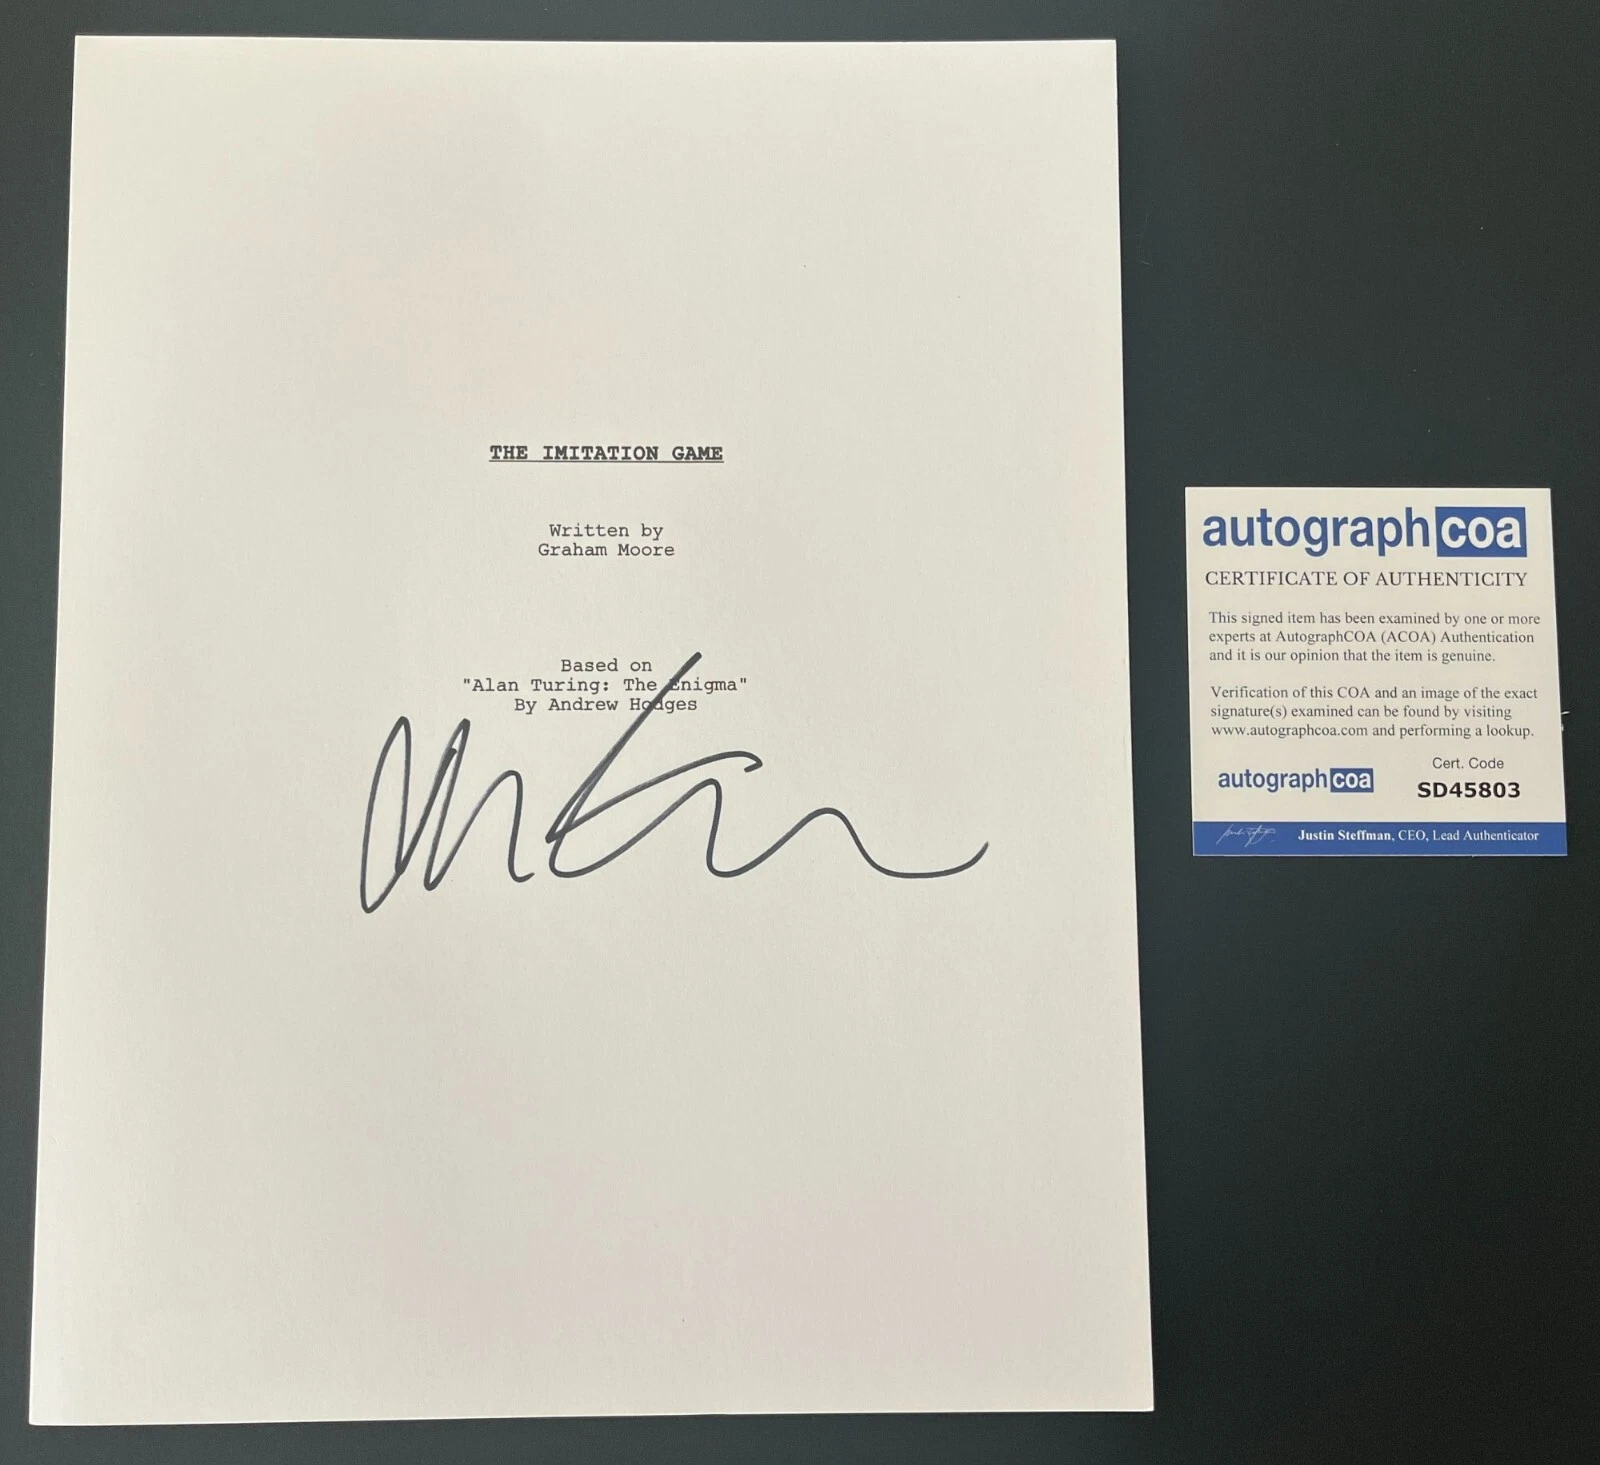 THE IMITATION GAME
Written by
Graham Moore
Based on
"Alan Turing: The Enigma"
By Andrew Hodges
autographcoa
CERTIFICATE OF AUTHENTICITY
This signed item has been examined by one or more
experts at AutographCOA (ACOA) Authentication
and it is our opinion that the item is genuine.
Verification of this COA and an image of the exact
signature(s) examined can be found by visiting
www.autographcoa.com and performing a lookup.
autographcoa
Cert. Code
SD45803
Justin Steffman, CEO, Lead Authenticator